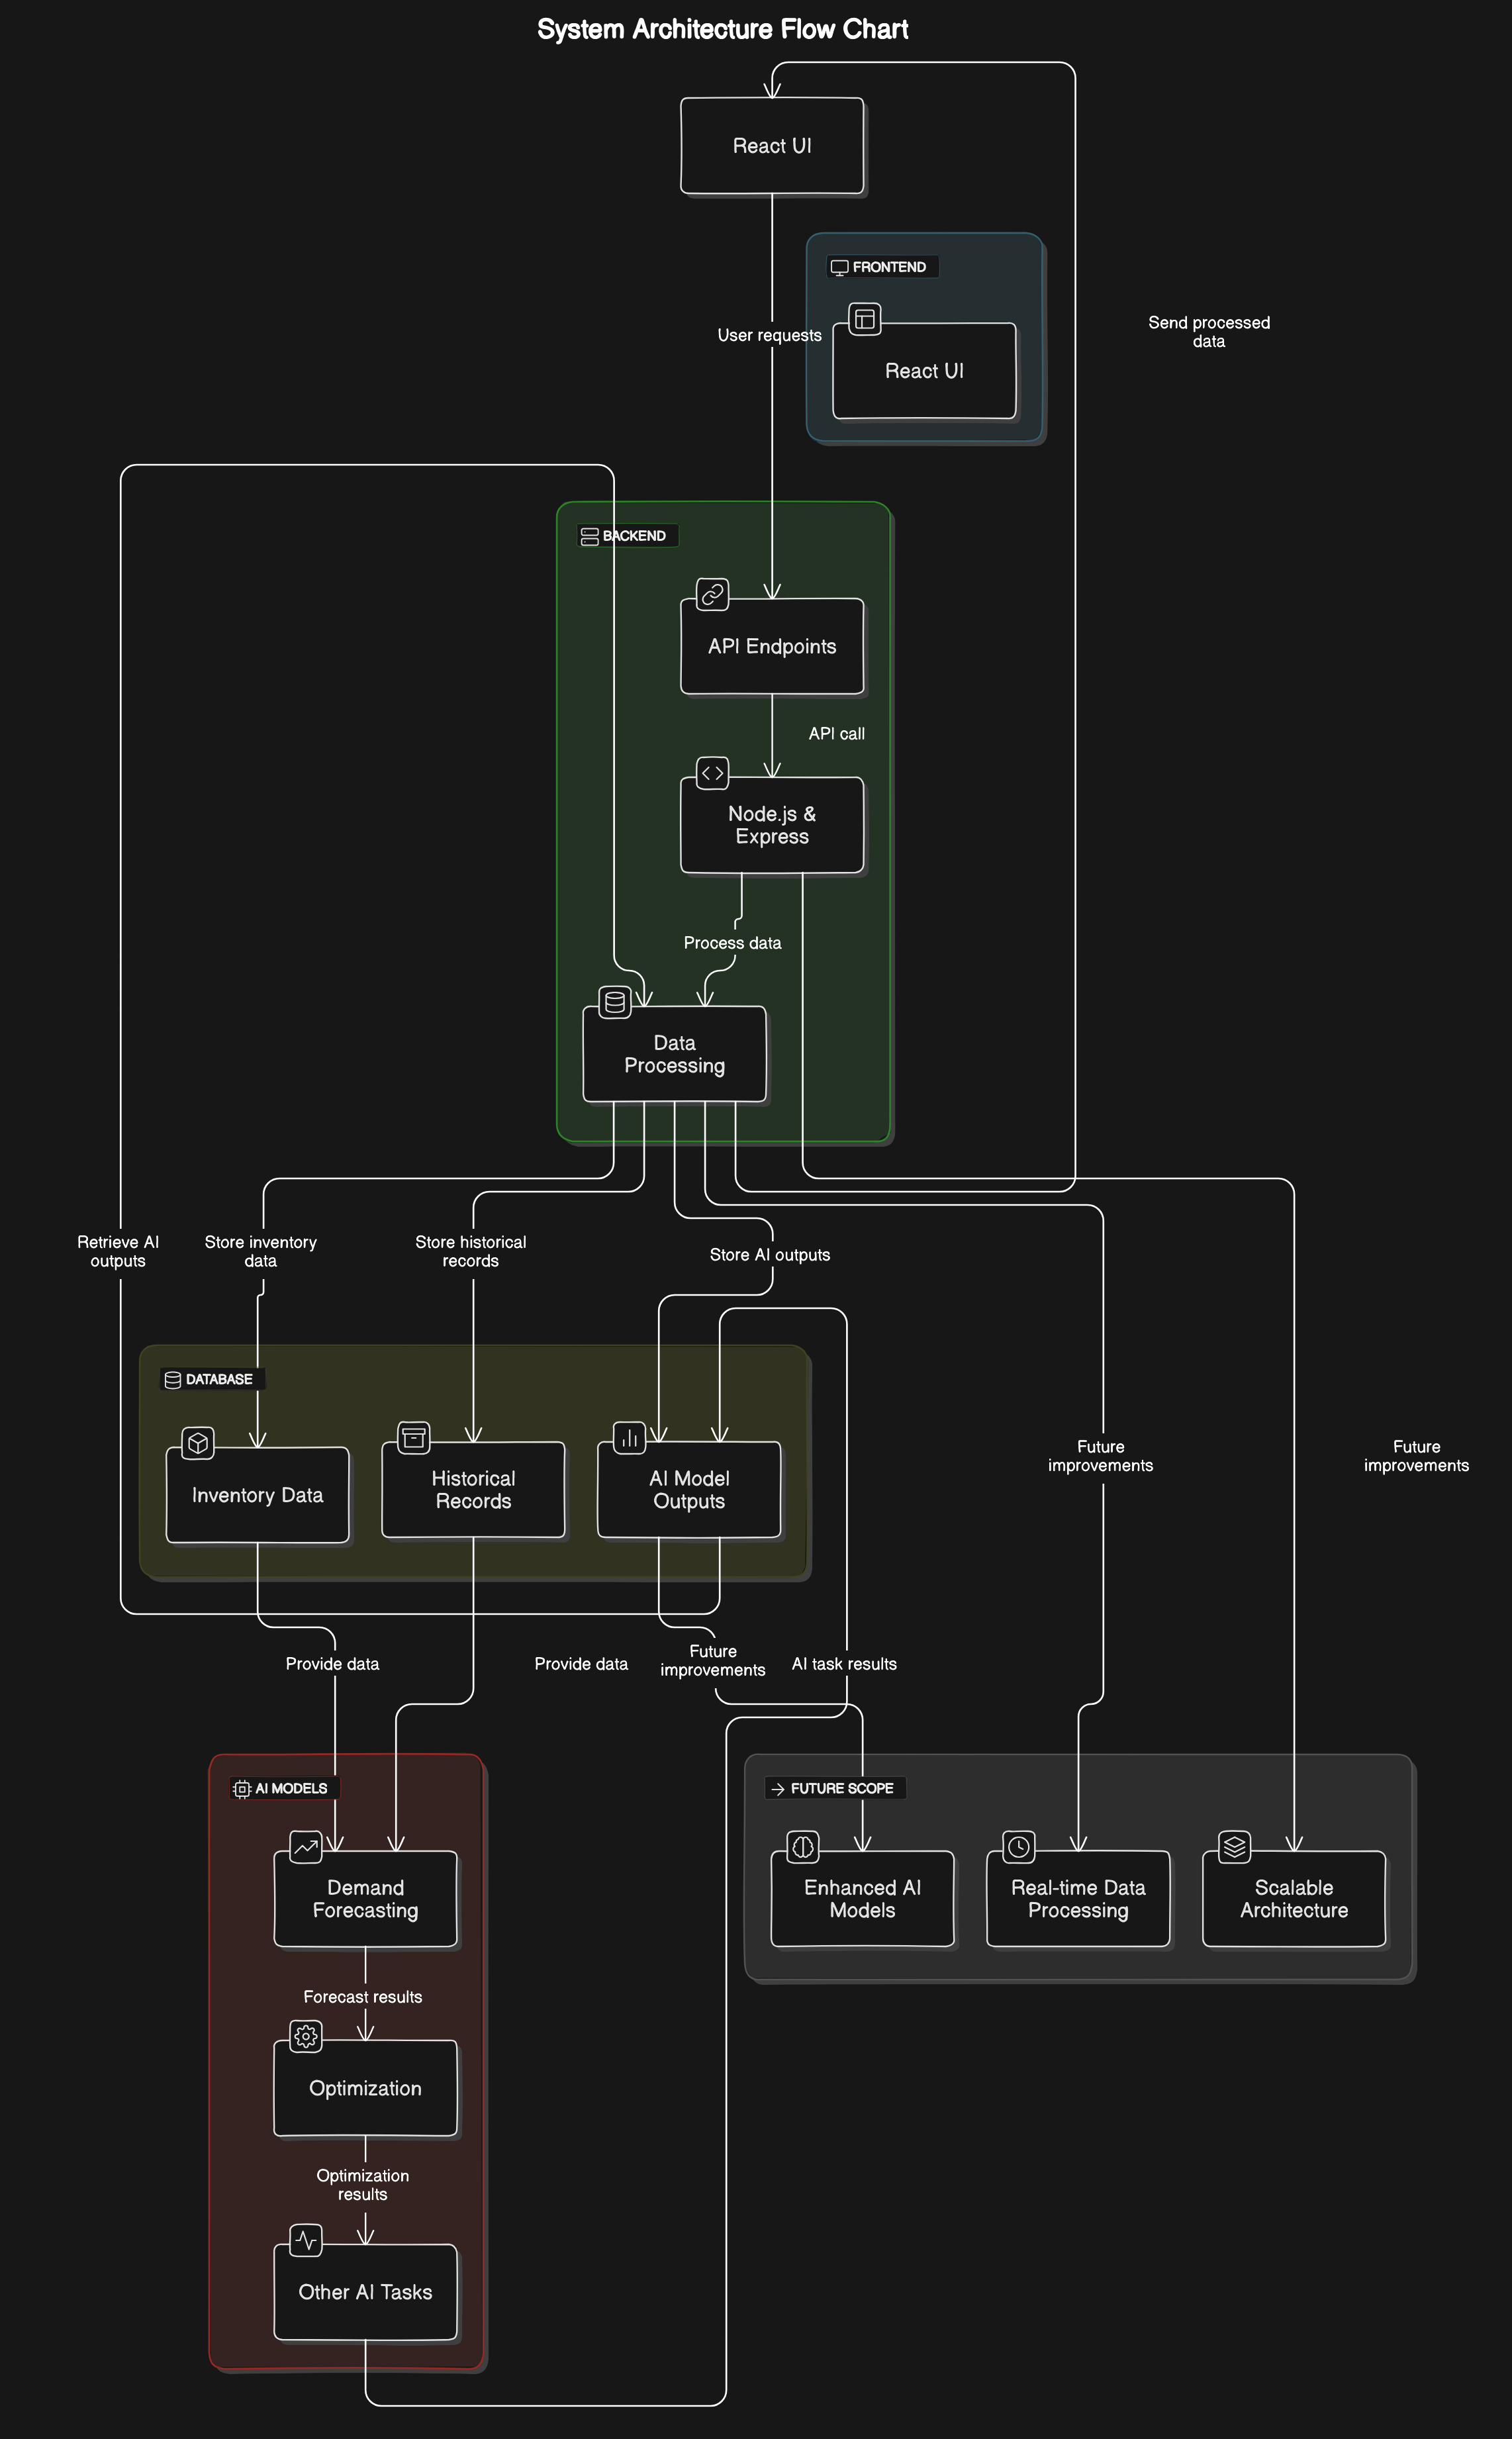 System Architecture Flow Chart
React UI
FRONTEND
User requests
React UI
Send processed
data
BACKEND
API Endpoints
API call
Node.js &
Express
Process data
Data
Processing
Retrieve AI
outputs
Store inventory
data
Store historical
records
Store AI outputs
DATABASE
Inventory Data
Historical
Records
AI Model
Outputs
Future
improvements
Future
improvements
Provide data
Provide data
Future
improvements
AI task results
AI MODELS
FUTURE SCOPE
Demand
Forecasting
Enhanced AI
Models
Real-time Data
Processing
Scalable
Architecture
Forecast results
Optimization
Optimization
results
Other AI Tasks